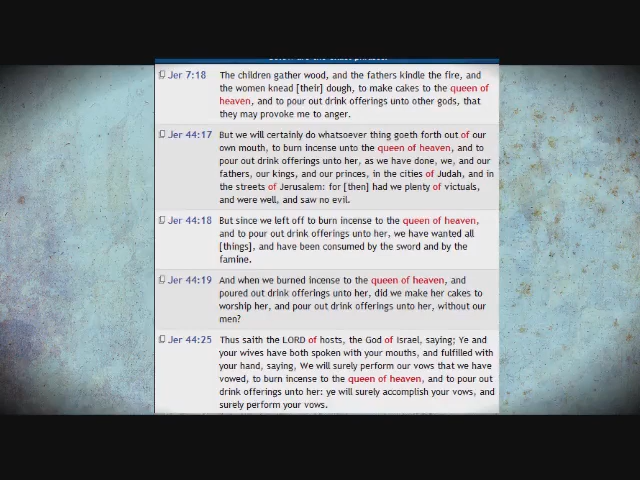 Jer 7:18 The children gather wood, and the fathers kindle the fire, and
the women knead [their] dough, to make cakes to the queen of
heaven, and to pour out drink offerings unto other gods, that
they may provoke me to anger.
Jer 44:17 But we will certainly do whatsoever thing goeth forth out of our
own mouth, to burn incense unto the queen of heaven, and to
pour out drink offerings unto her, as we have done, we, and our
fathers, our kings, and our princes, in the cities of Judah, and in
the streets of Jerusalem: for [then] had we plenty of victuals,
and were well, and saw no evil.
Jer 44:18 But since we left off to burn incense to the queen of heaven,
and to pour out drink offerings unto her, we have wanted all
[things], and have been consumed by the sword and by the
famine.
Jer 44:19 And when we burned incense to the queen of heaven, and
poured out drink offerings unto her, did we make her cakes to
worship her, and pour out drink offerings unto her, without our
men?
Jer 44:25 Thus saith the LORD of hosts, the God of Israel, saying; Ye and
your wives have both spoken with your mouths, and fulfilled with
your hand, saying, We will surely perform our vows that we have
vowed, to burn incense to the queen of heaven, and to pour out
drink offerings unto her: ye will surely accomplish your vows, and
surely perform your vows.